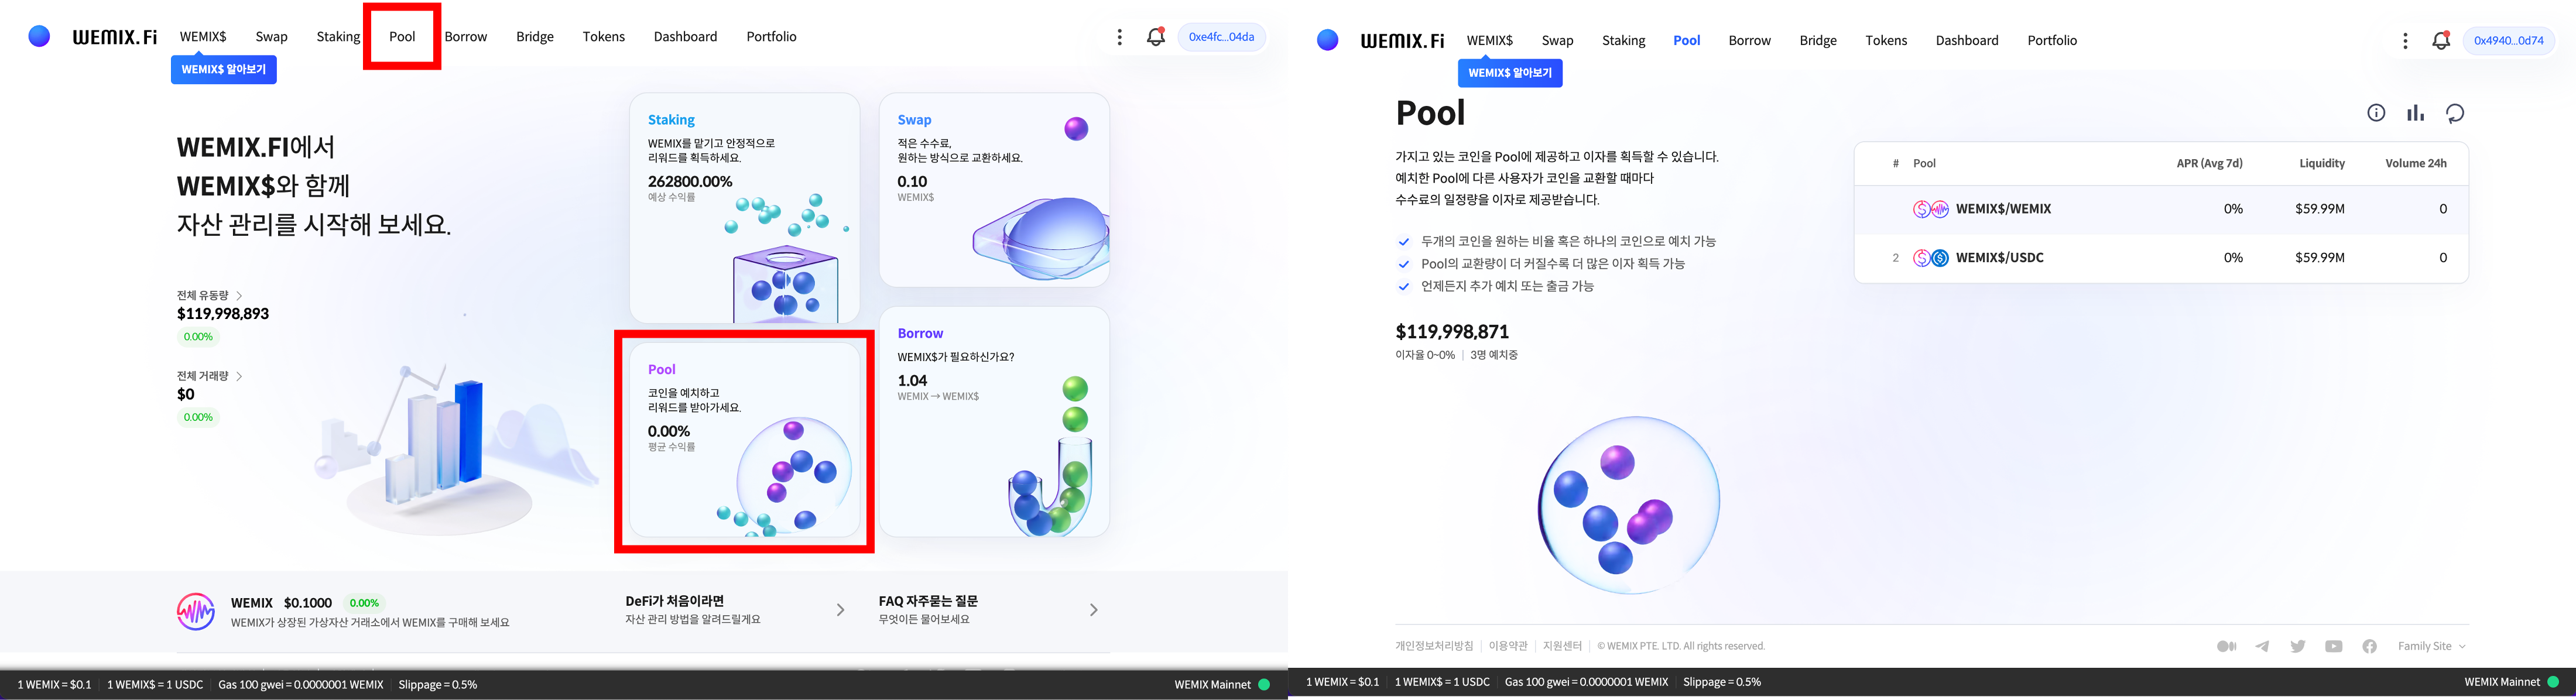 WEMIX.Fi WEMIX$ Swap Staking Pool Borrow Bridge Tokens Dashboard Portfolio 0xe4fc...04da
WEMIX$ 알아보기
WEMIX.FI에서
WEMIX$와 함께
자산 관리를 시작해 보세요.
전체 유동량
$119,998,893
0.00%
전체 거래량
$0
0.00%
Staking
WEMIX를 맡기고 안정적으로
리워드를 획득하세요.
262800.00%
예상 수익률
Swap
적은 수수료,
원하는 방식으로 교환하세요.
0.10
WEMIX$
Pool
코인을 예치하고
리워드를 받아가세요.
0.00%
평균 수익률
Borrow
WEMIX$가 필요하신가요?
1.04
WEMIX → WEMIX$
WEMIX $0.1000 0.00%
WEMIX가 상장된 가상자산 거래소에서 WEMIX를 구매해 보세요
DeFi가 처음이라면
자산 관리 방법을 알려드릴게요
FAQ 자주묻는 질문
무엇이든 물어보세요
1 WEMIX = $0.1 1 WEMIX$ = 1 USDC Gas 100 gwei = 0.0000001 WEMIX Slippage = 0.5% WEMIX Mainnet
WEMIX.Fi WEMIX$ Swap Staking Pool Borrow Bridge Tokens Dashboard Portfolio 0x4940...0d74
WEMIX$ 알아보기
Pool
가지고 있는 코인을 Pool에 제공하고 이자를 획득할 수 있습니다.
예치한 Pool에 다른 사용자가 코인을 교환할 때마다
수수료의 일정량을 이자로 제공받습니다.
두개의 코인을 원하는 비율 혹은 하나의 코인으로 예치 가능
Pool의 교환량이 더 커질수록 더 많은 이자 획득 가능
언제든지 추가 예치 또는 출금 가능
$119,998,871
이자율 0~0% | 3명 예치중
# Pool APR (Avg 7d) Liquidity Volume 24h
WEMIX$/WEMIX 0% $59.99M 0
2 WEMIX$/USDC 0% $59.99M 0
개인정보처리방침 | 이용약관 | 지원센터 | © WEMIX PTE. LTD. All rights reserved. Family Site
1 WEMIX = $0.1 1 WEMIX$ = 1 USDC Gas 100 gwei = 0.0000001 WEMIX Slippage = 0.5% WEMIX Mainnet